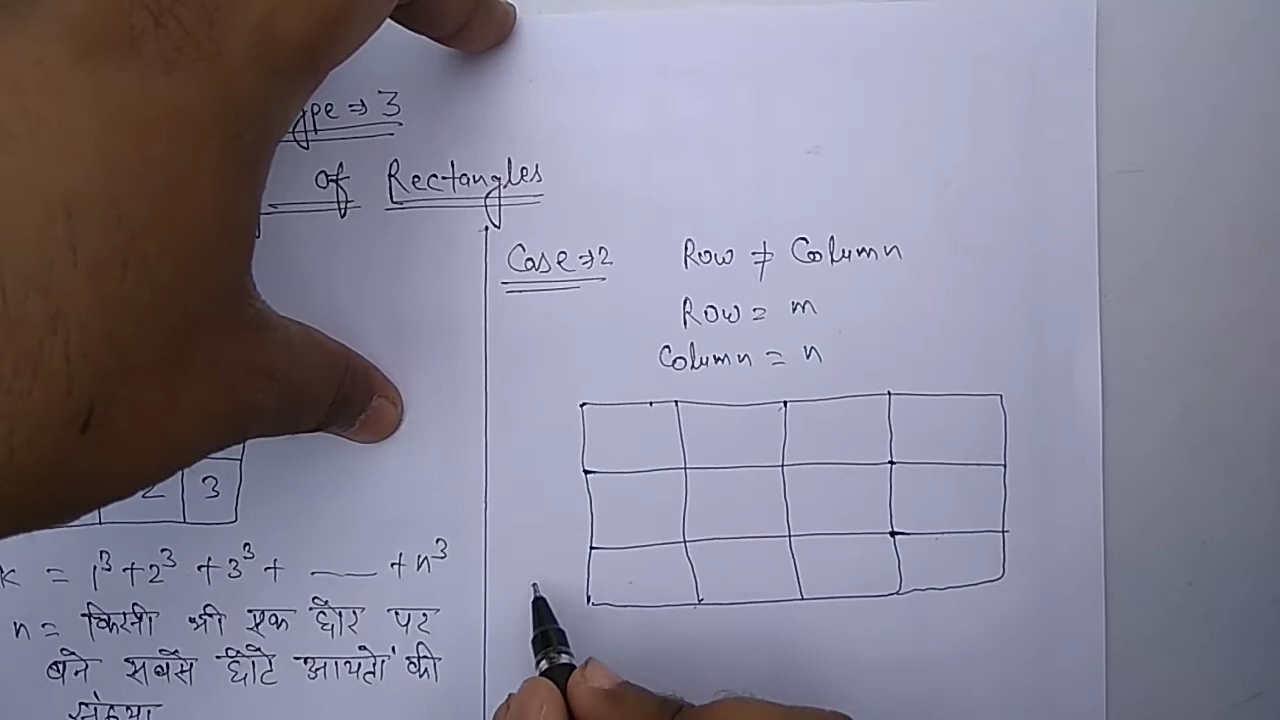 ype ⇒ 3
of Rectangles
2 3
K = 1³ + 2³ + 3³ + —— + n³
n = किसी भी एक छोर पर
बने सबसे छोटे आयतों की
संख्या
Case ⇒ 2 Row ≠ Column
Row = m
Column = n